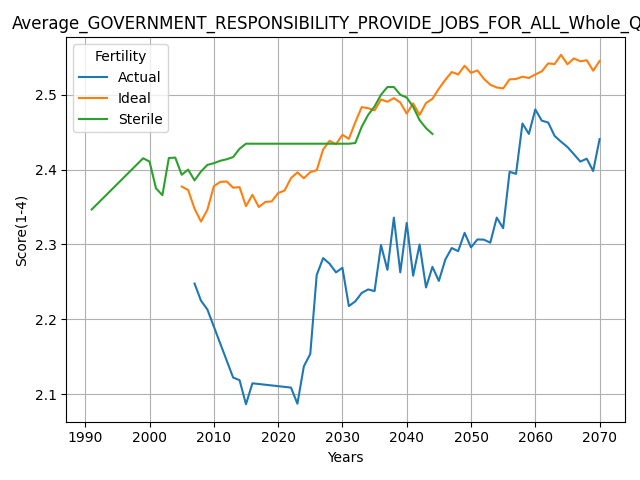 Average_GOVERNMENT_RESPONSIBILITY_PROVIDE_JOBS_FOR_ALL_Whole_Q
Fertility
Actual
Ideal
Sterile
2.5
2.4
2.3
2.2
2.1
Score(1-4)
1990 2000 2010 2020 2030 2040 2050 2060 2070
Years